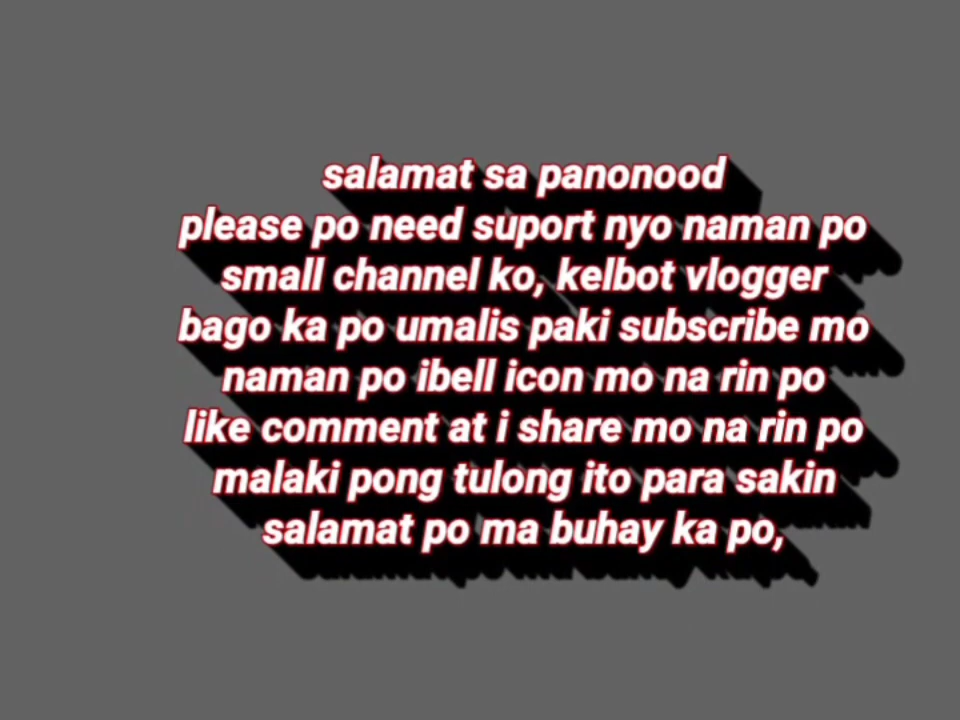 salamat sa panonood
please po need suport nyo naman po
small channel ko, kelbot vlogger
bago ka po umalis paki subscribe mo
naman po ibell icon mo na rin po
like comment at i share mo na rin po
malaki pong tulong ito para sakin
salamat po ma buhay ka po,